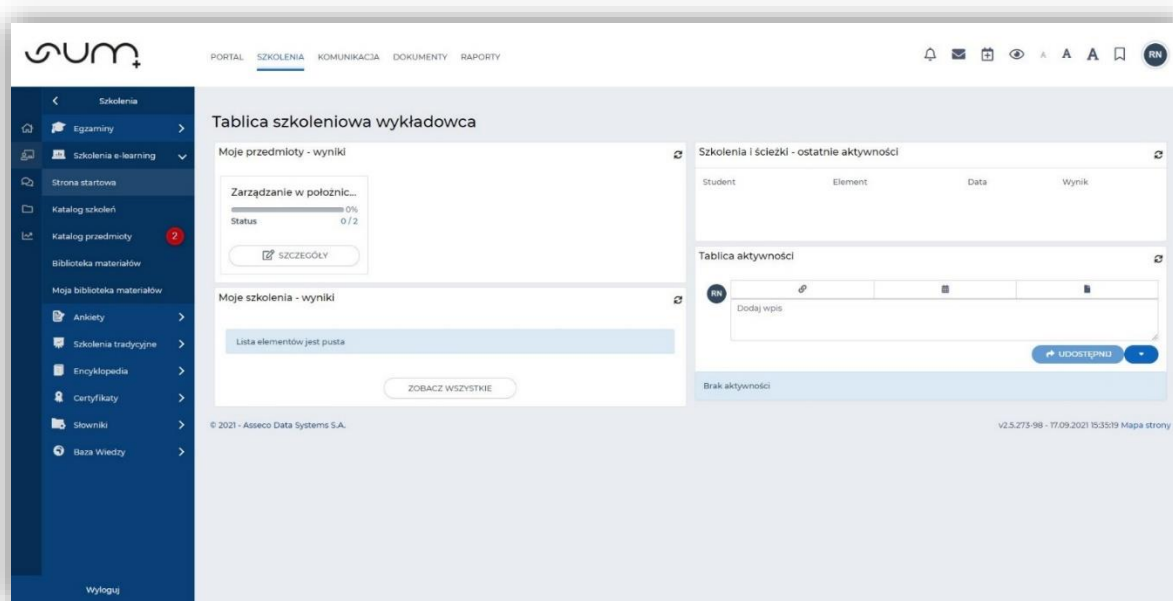 sum
PORTAL SZKOLENIA KOMUNIKACJA DOKUMENTY RAPORTY
A A A RN
Szkolenia
Egzaminy
Szkolenia e-learning
Strona startowa
Katalog szkoleń
Katalog przedmioty 2
Biblioteka materiałów
Moja biblioteka materiałów
Ankiety
Szkolenia tradycyjne
Encyklopedia
Certyfikaty
Słowniki
Baza Wiedzy
Wyloguj
Tablica szkoleniowa wykładowca
Moje przedmioty - wyniki
Zarządzanie w położnic...
0%
Status 0 / 2
SZCZEGÓŁY
Moje szkolenia - wyniki
Lista elementów jest pusta
ZOBACZ WSZYSTKIE
Szkolenia i ścieżki - ostatnie aktywności
Student Element Data Wynik
Tablica aktywności
RN
Dodaj wpis
UDOSTĘPNIJ
Brak aktywności
© 2021 - Asseco Data Systems S.A.
v2.5.273-98 - 17.09.2021 15:35:19 Mapa strony